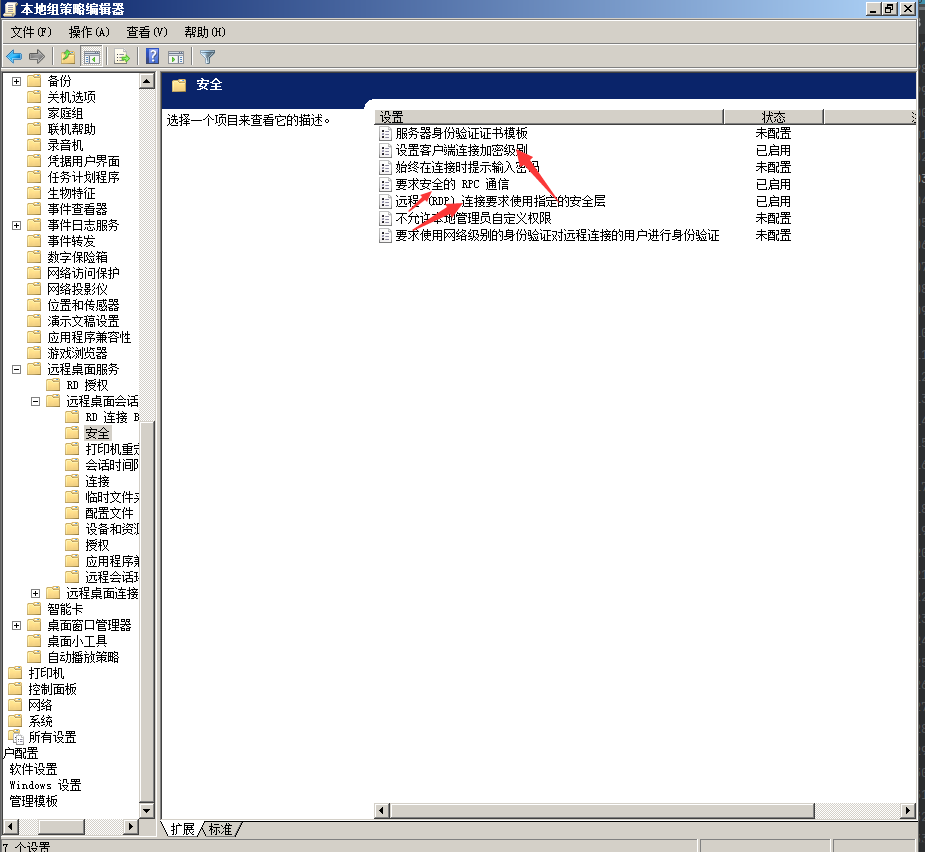 本地组策略编辑器
文件(F) 操作(A) 查看(V) 帮助(H)
备份
关机选项
家庭组
联机帮助
录音机
凭据用户界面
任务计划程序
生物特征
事件查看器
事件日志服务
事件转发
数字保险箱
网络访问保护
网络投影仪
位置和传感器
演示文稿设置
应用程序兼容性
游戏浏览器
远程桌面服务
RD 授权
远程桌面会话
RD 连接 B
安全
打印机重定
会话时间限
连接
临时文件夹
配置文件
设备和资源
授权
应用程序兼
远程会话环
远程桌面连接
智能卡
桌面窗口管理器
桌面小工具
自动播放策略
打印机
控制面板
网络
系统
所有设置
户配置
软件设置
Windows 设置
管理模板
安全
选择一个项目来查看它的描述。
设置 状态
服务器身份验证证书模板 未配置
设置客户端连接加密级别 已启用
始终在连接时提示输入密码 未配置
要求安全的 RPC 通信 已启用
远程 (RDP) 连接要求使用指定的安全层 已启用
不允许本地管理员自定义权限 未配置
要求使用网络级别的身份验证对远程连接的用户进行身份验证 未配置
扩展 标准
7 个设置